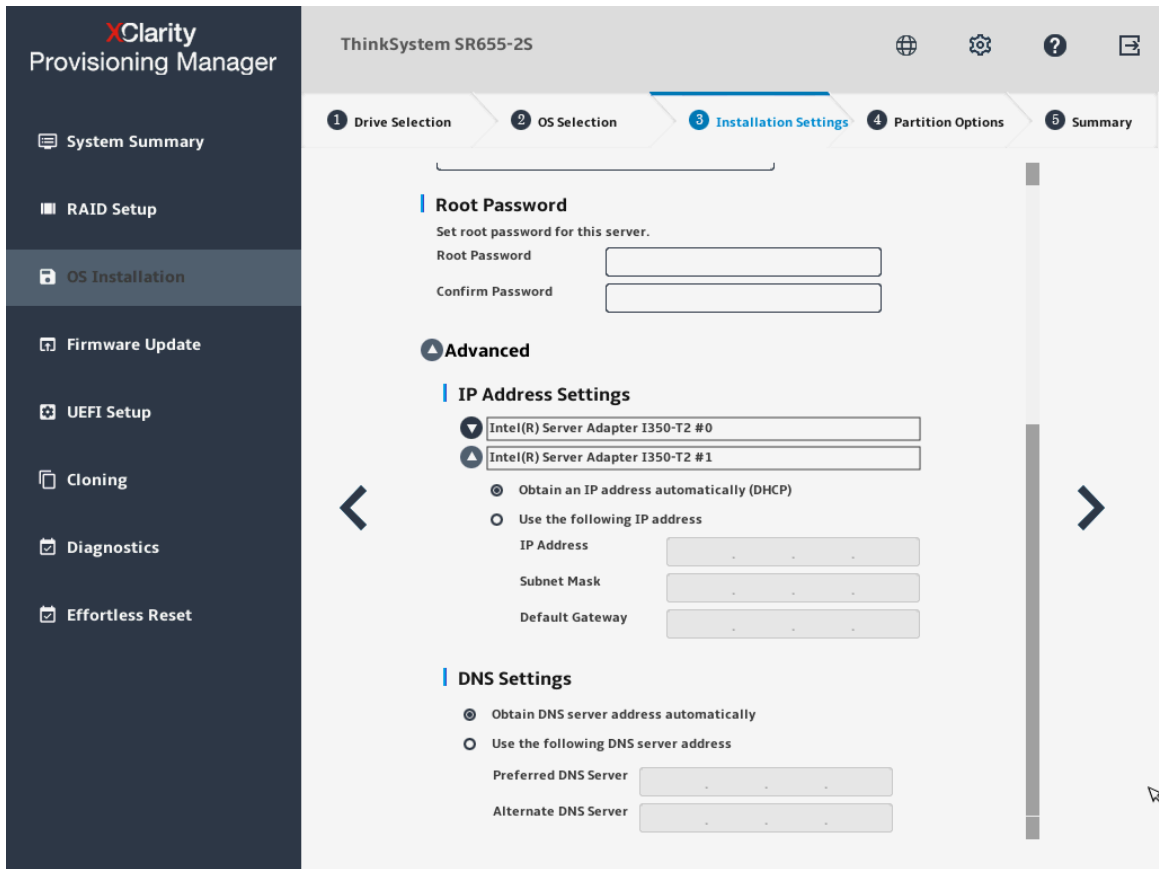 XClarity
Provisioning Manager
ThinkSystem SR655-2S
?
System Summary
RAID Setup
OS Installation
Firmware Update
UEFI Setup
Cloning
Diagnostics
Effortless Reset
1 Drive Selection
2 OS Selection
3 Installation Settings
4 Partition Options
5 Summary
Root Password
Set root password for this server.
Root Password
Confirm Password
Advanced
IP Address Settings
Intel(R) Server Adapter I350-T2 #0
Intel(R) Server Adapter I350-T2 #1
Obtain an IP address automatically (DHCP)
Use the following IP address
IP Address . . .
Subnet Mask . . .
Default Gateway . . .
DNS Settings
Obtain DNS server address automatically
Use the following DNS server address
Preferred DNS Server . . .
Alternate DNS Server . . .